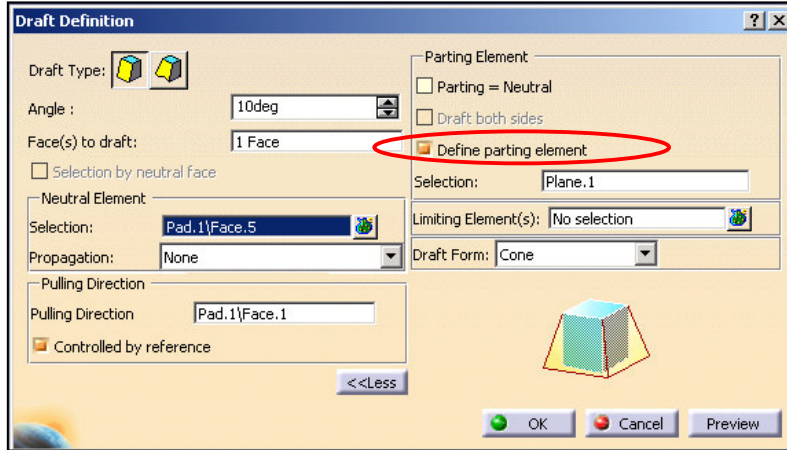 Draft Definition
Draft Type:
Angle :
10deg
Face(s) to draft:
1 Face
Selection by neutral face
Neutral Element
Selection:
Pad.1\Face.5
Propagation:
None
Pulling Direction
Pulling Direction
Pad.1\Face.1
Controlled by reference
<<Less
Parting Element
Parting = Neutral
Draft both sides
Define parting element
Selection:
Plane.1
Limiting Element(s):
No selection
Draft Form:
Cone
OK
Cancel
Preview